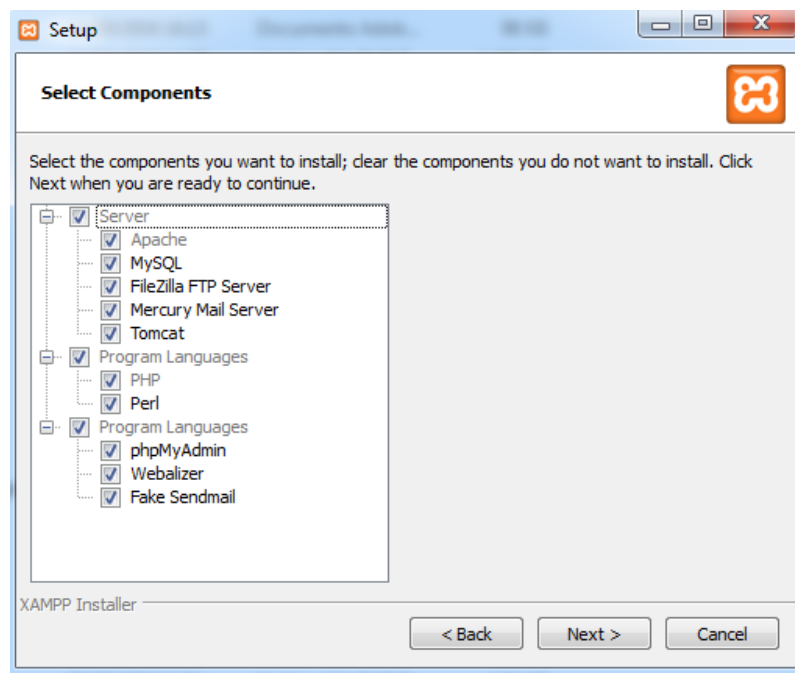 Setup
Select Components
Select the components you want to install; clear the components you do not want to install. Click
Next when you are ready to continue.
Server
Apache
MySQL
FileZilla FTP Server
Mercury Mail Server
Tomcat
Program Languages
PHP
Perl
Program Languages
phpMyAdmin
Webalizer
Fake Sendmail
XAMPP Installer
< Back Next > Cancel